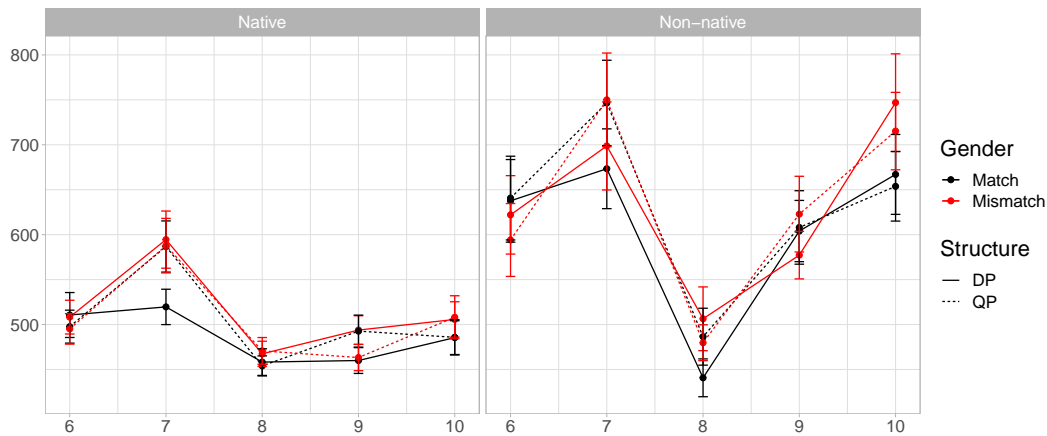 Native
Non−native
800
700
600
500
6 7 8 9 10
6 7 8 9 10
Gender
Match
Mismatch
Structure
DP
QP